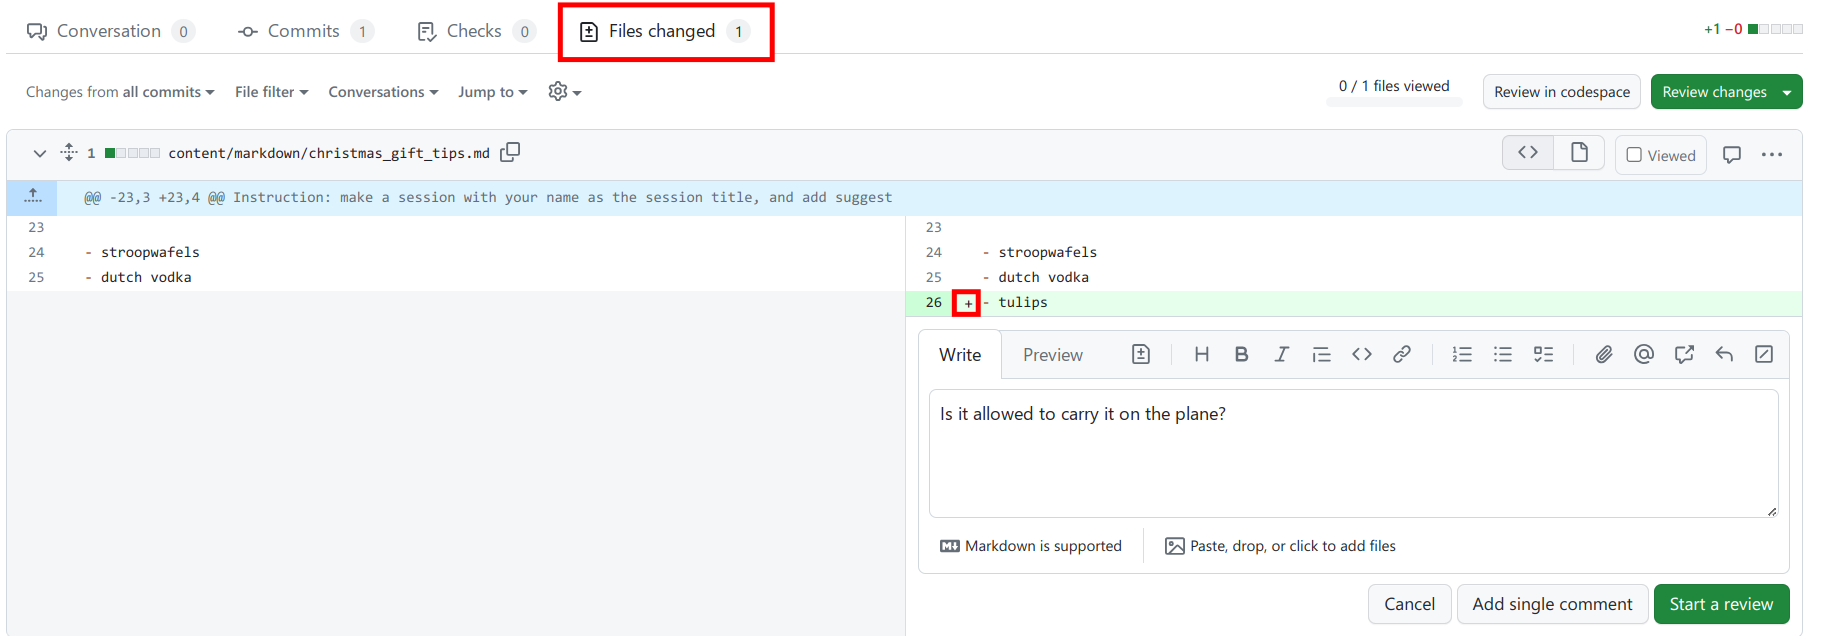 Conversation 0 Commits 1 Checks 0 Files changed 1 +1 −0
Changes from all commits File filter Conversations Jump to 0 / 1 files viewed Review in codespace Review changes
1 content/markdown/christmas_gift_tips.md Viewed
@@ -23,3 +23,4 @@ Instruction: make a session with your name as the session title, and add suggest
23 23
24 - stroopwafels 24 - stroopwafels
25 - dutch vodka 25 - dutch vodka
26 + - tulips
Write Preview
Is it allowed to carry it on the plane?
Markdown is supported Paste, drop, or click to add files
Cancel Add single comment Start a review